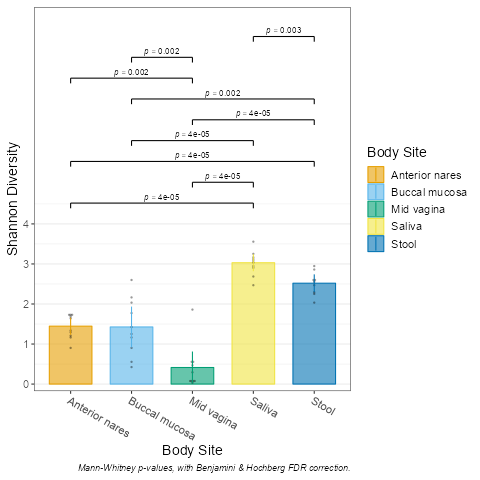 p = 0.003
p = 0.002
p = 0.002
p = 0.002
p = 4e-05
p = 4e-05
p = 4e-05
p = 4e-05
p = 4e-05
Shannon Diversity
4
3
2
1
0
Anterior nares
Buccal mucosa
Mid vagina
Saliva
Stool
Body Site
Mann-Whitney p-values, with Benjamini & Hochberg FDR correction.
Body Site
Anterior nares
Buccal mucosa
Mid vagina
Saliva
Stool